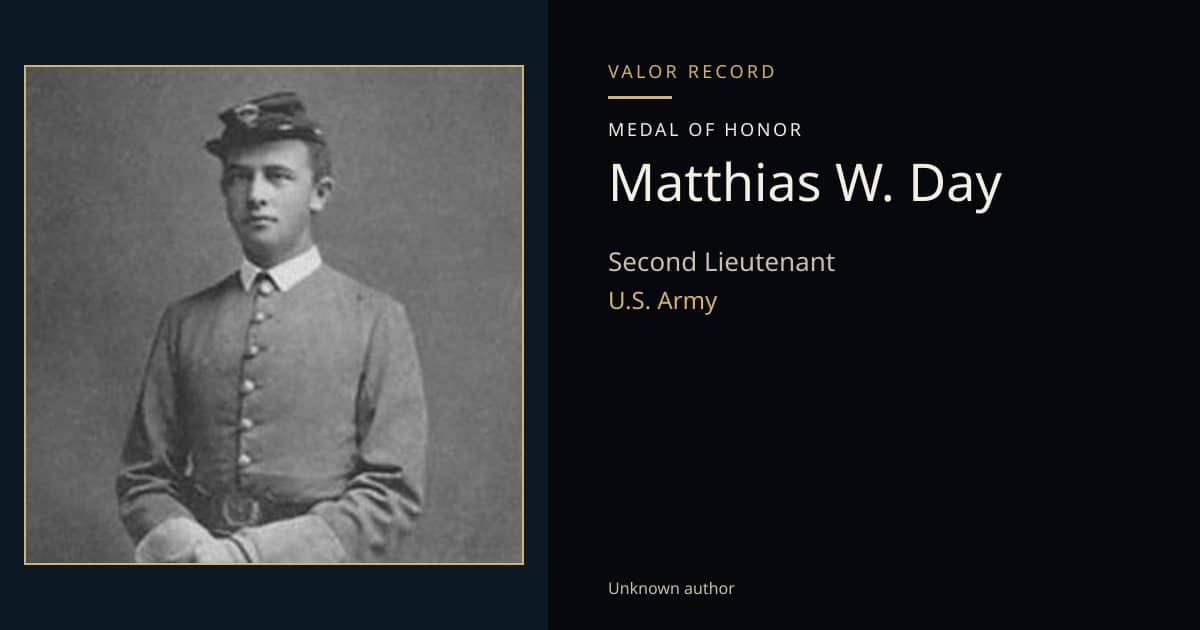 VALOR RECORD
MEDAL OF HONOR
Matthias W. Day
Second Lieutenant
U.S. Army
Unknown author